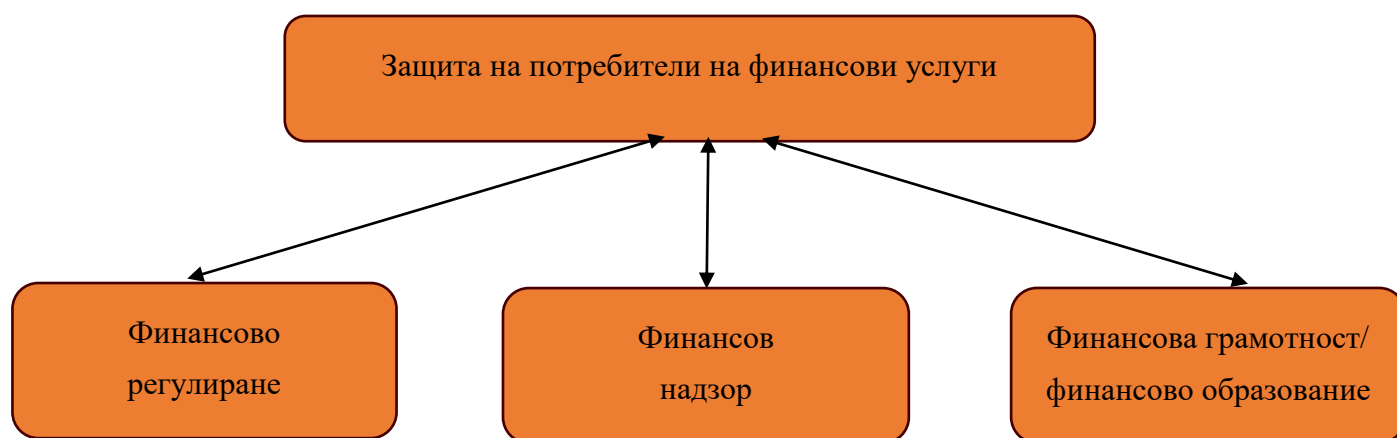 Защита на потребители на финансови услуги
Финансово
регулиране
Финансов
надзор
Финансова грамотност/
финансово образование